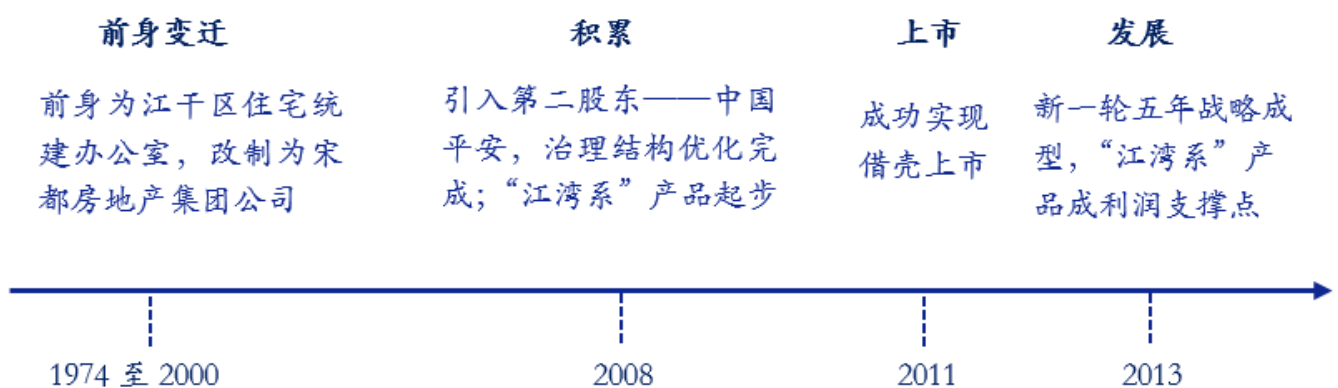 前身变迁
前身为江干区住宅统
建办公室，改制为宋
都房地产集团公司
积累
引入第二股东——中国
平安，治理结构优化完
成；“江湾系”产品起步
上市
成功实现
借壳上市
发展
新一轮五年战略成
型，“江湾系”产
品成利润支撑点
1974 至 2000
2008
2011
2013